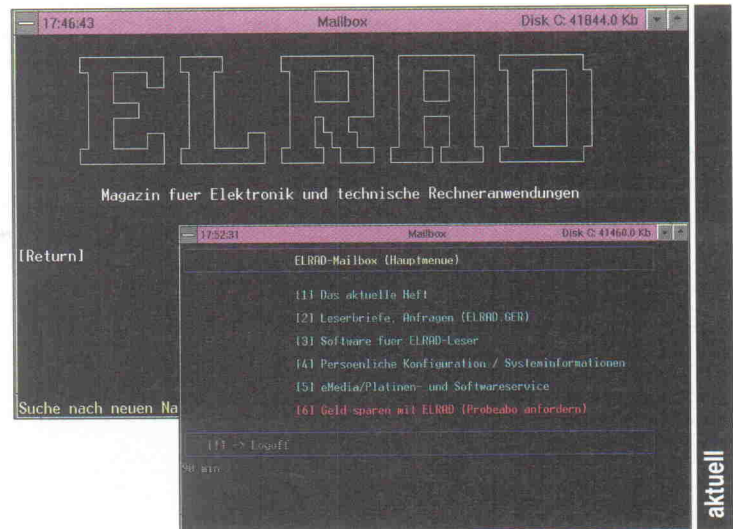 17:46:43 Mailbox Disk C: 41844.0 Kb
ELRAD
Magazin fuer Elektronik und technische Rechneranwendungen
[Return]
Suche nach neuen Na
17:52:31 Mailbox Disk C: 41460.0 Kb
ELRAD-Mailbox (Hauptmenue)
[1] Das aktuelle Heft
[2] Leserbriefe, Anfragen (ELRAD.GER)
[3] Software fuer ELRAD-Leser
[4] Persoenliche Konfiguration / Systeminformationen
[5] eMedia/Platinen- und Softwareservice
[6] Geld sparen mit ELRAD (Probeabo anfordern)
[!] -> Logoff
90 min
aktuell